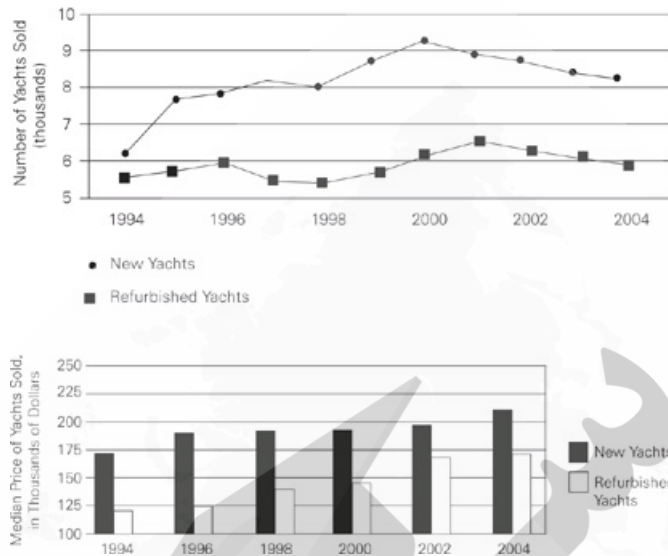 Number of Yachts Sold
(thousands)
10
9
8
7
6
5
1994
1996
1998
2000
2002
2004
New Yachts
Refurbished Yachts
Median Price of Yachts Sold,
in Thousands of Dollars
250
225
200
175
150
125
100
1994
1996
1998
2000
2002
2004
New Yachts
Refurbished
Yachts